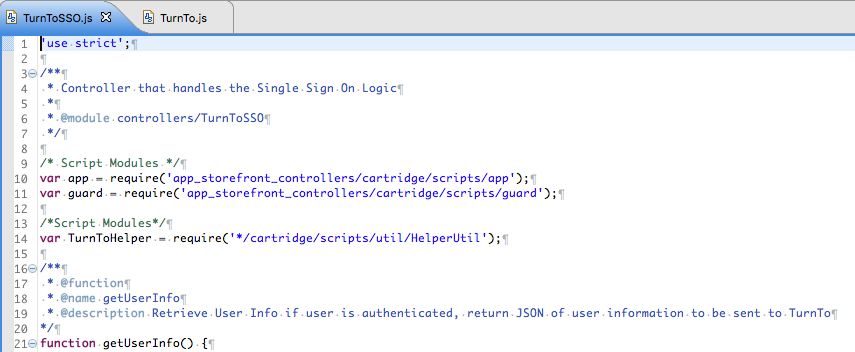 TurnToSSO.js TurnTo.js
1 'use strict';
2
3 /**
4 * Controller that handles the Single Sign On Logic
5 *
6 * @module controllers/TurnToSSO
7 */
8
9 /* Script Modules */
10 var app = require('app_storefront_controllers/cartridge/scripts/app');
11 var guard = require('app_storefront_controllers/cartridge/scripts/guard');
12
13 /*Script Modules*/
14 var TurnToHelper = require('*/cartridge/scripts/util/HelperUtil');
15
16 /**
17 * @function
18 * @name getUserInfo
19 * @description Retrieve User Info if user is authenticated, return JSON of user information to be sent to TurnTo
20 */
21 function getUserInfo() {